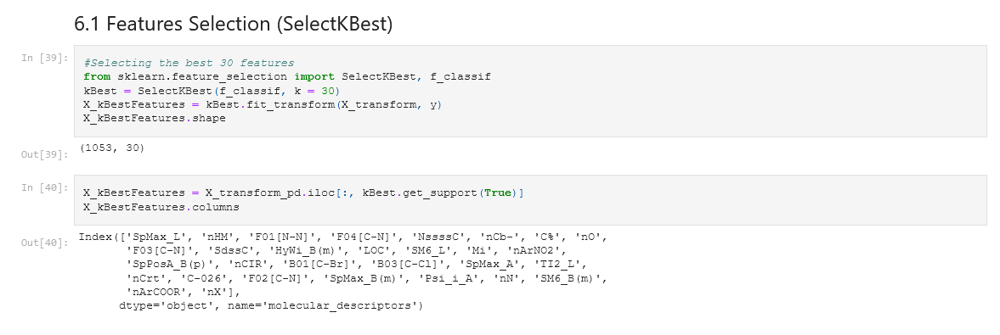 6.1 Features Selection (SelectKBest)
In [39]:
#Selecting the best 30 features
from sklearn.feature_selection import SelectKBest, f_classif
kBest = SelectKBest(f_classif, k = 30)
X_kBestFeatures = kBest.fit_transform(X_transform, y)
X_kBestFeatures.shape
Out[39]:
(1053, 30)
In [40]:
X_kBestFeatures = X_transform_pd.iloc[:, kBest.get_support(True)]
X_kBestFeatures.columns
Out[40]:
Index(['SpMax_L', 'nHM', 'F01[N-N]', 'F04[C-N]', 'NssssC', 'nCb-', 'C%', 'nO',
'F03[C-N]', 'SdssC', 'HyWi_B(m)', 'LOC', 'SM6_L', 'Mi', 'nArNO2',
'SpPosA_B(p)', 'nCIR', 'B01[C-Br]', 'B03[C-Cl]', 'SpMax_A', 'TI2_L',
'nCrt', 'C-026', 'F02[C-N]', 'SpMax_B(m)', 'Psi_i_A', 'nN', 'SM6_B(m)',
'nArCOOR', 'nX'],
dtype='object', name='molecular_descriptors')